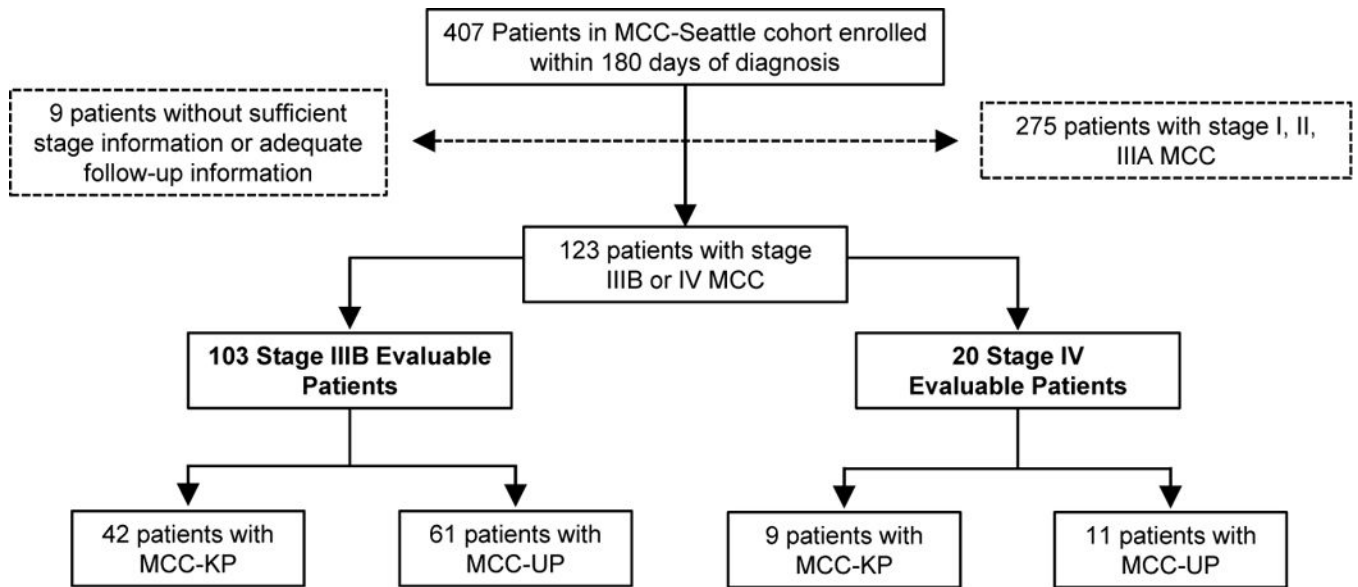 407 Patients in MCC-Seattle cohort enrolled
within 180 days of diagnosis
9 patients without sufficient
stage information or adequate
follow-up information
275 patients with stage I, II,
IIIA MCC
123 patients with stage
IIIB or IV MCC
103 Stage IIIB Evaluable
Patients
20 Stage IV
Evaluable Patients
42 patients with
MCC-KP
61 patients with
MCC-UP
9 patients with
MCC-KP
11 patients with
MCC-UP